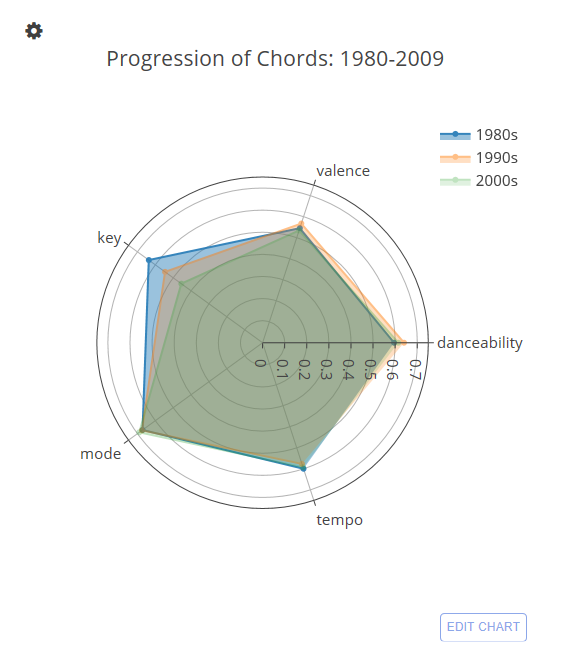 Progression of Chords: 1980-2009
1980s
1990s
2000s
valence
key
danceability
0
0.1
0.2
0.3
0.4
0.5
0.6
0.7
mode
tempo
EDIT CHART